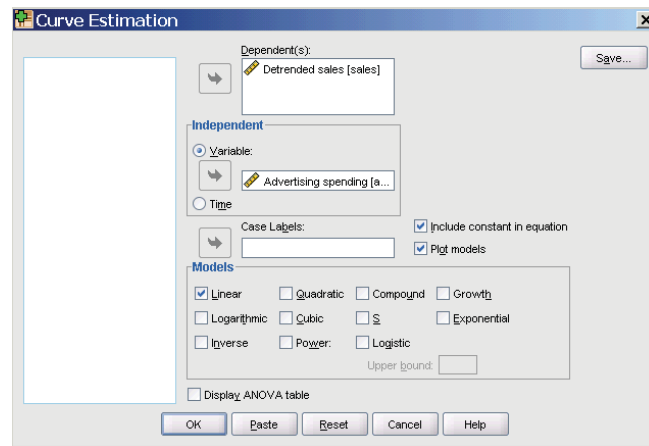 Curve Estimation
Dependent(s):
Detrended sales [sales]
Save...
Independent
Variable:
Advertising spending [a...
Time
Case Labels:
Include constant in equation
Plot models
Models
Linear Quadratic Compound Growth
Logarithmic Cubic S Exponential
Inverse Power: Logistic
Upper bound:
Display ANOVA table
OK Paste Reset Cancel Help